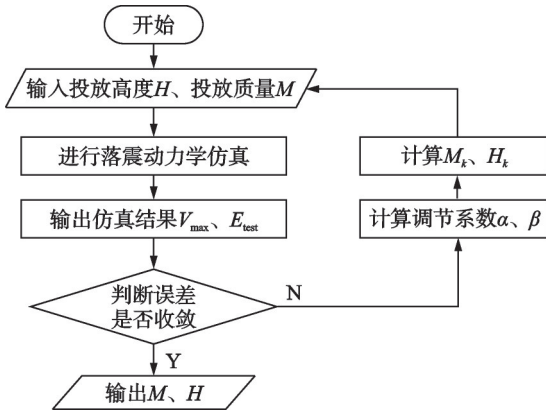 开始
输入投放高度H、投放质量M
进行落震动力学仿真
计算Mk、Hk
输出仿真结果Vmax、Etest
计算调节系数α、β
判断误差
是否收敛
N
Y
输出M、H